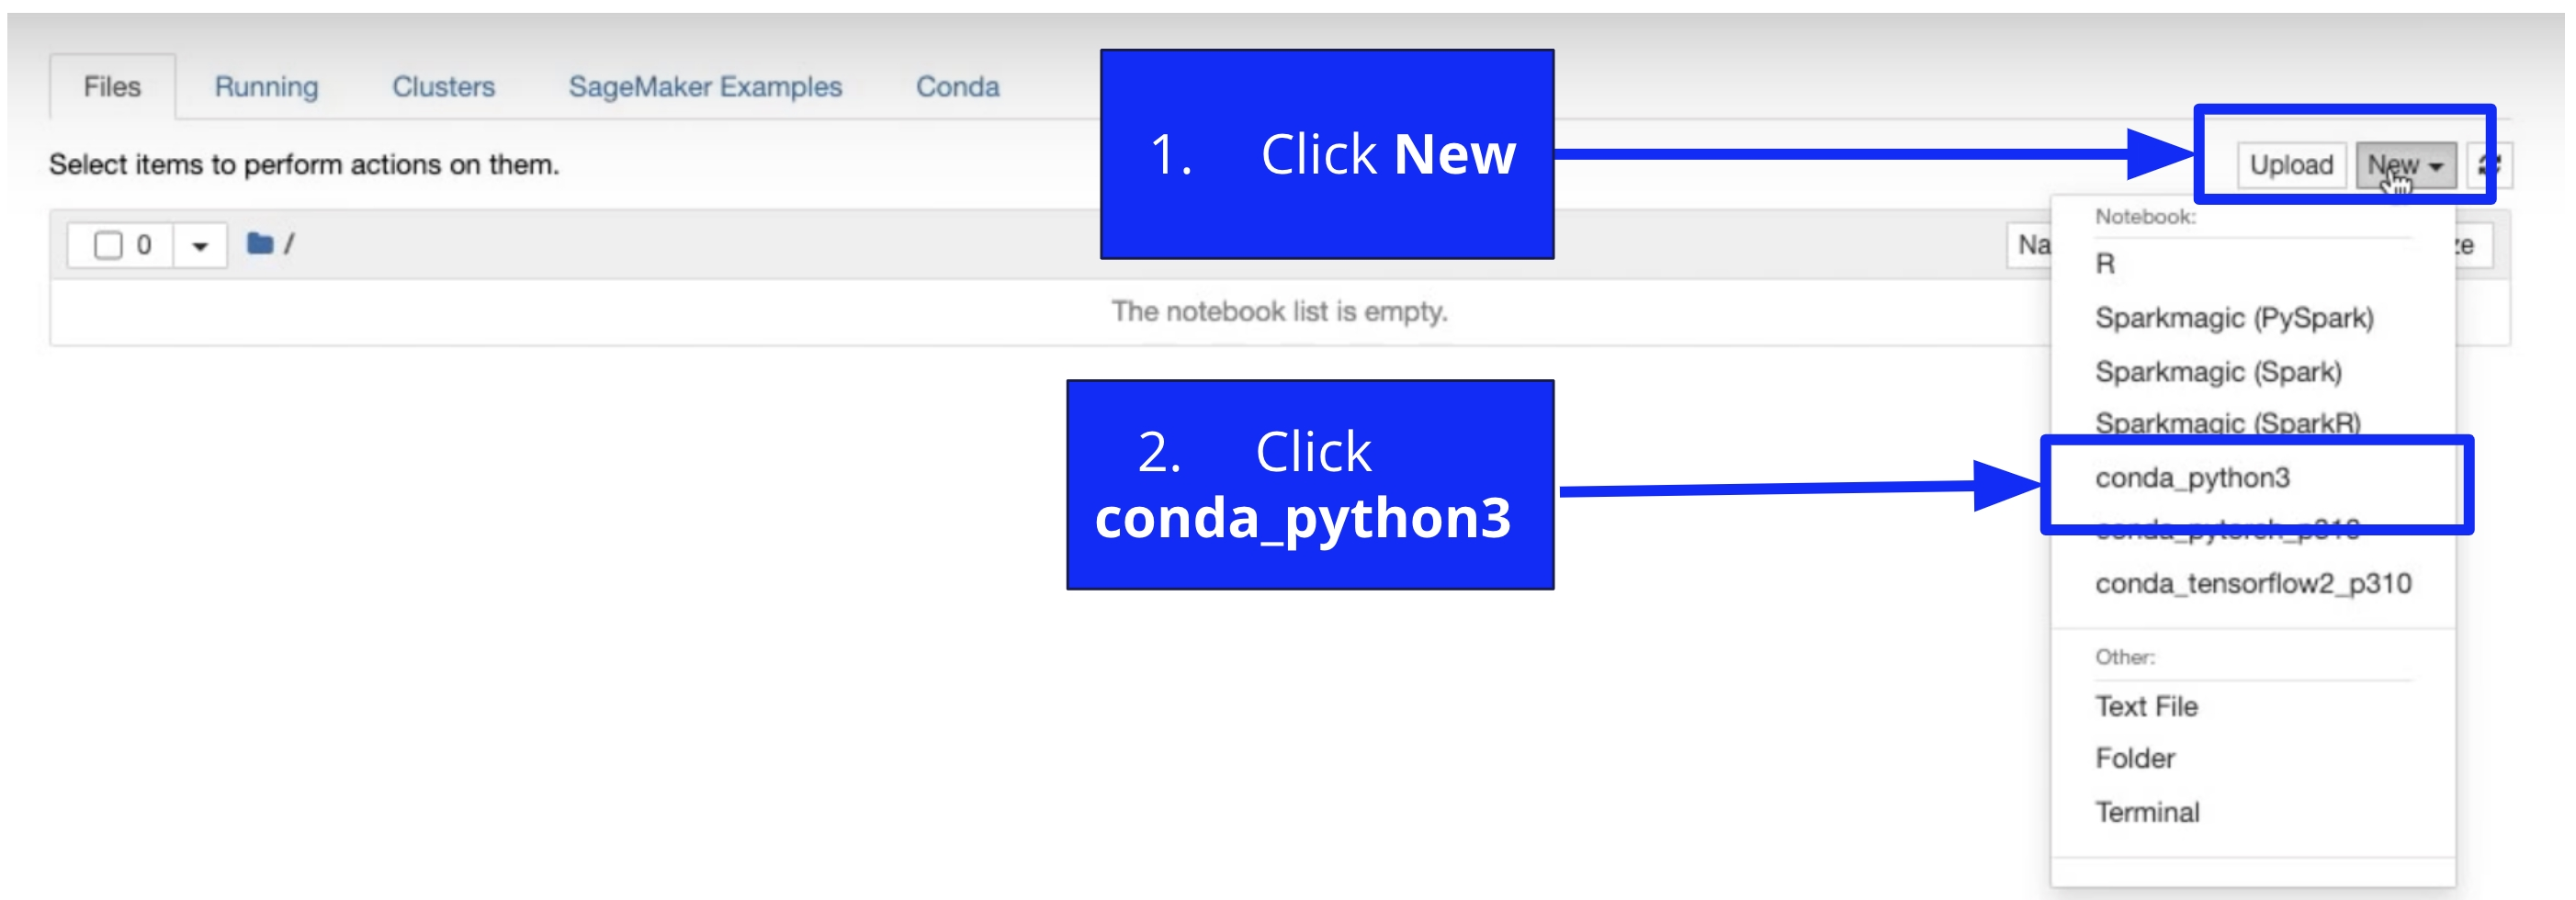 Files Running Clusters SageMaker Examples Conda
1. Click New
Select items to perform actions on them.
Upload New
0 /
Na
ze
Notebook:
The notebook list is empty.
R
Sparkmagic (PySpark)
Sparkmagic (Spark)
Sparkmagic (SparkR)
2. Click
conda_python3
conda_python3
conda_pytorch_p310
conda_tensorflow2_p310
Other:
Text File
Folder
Terminal